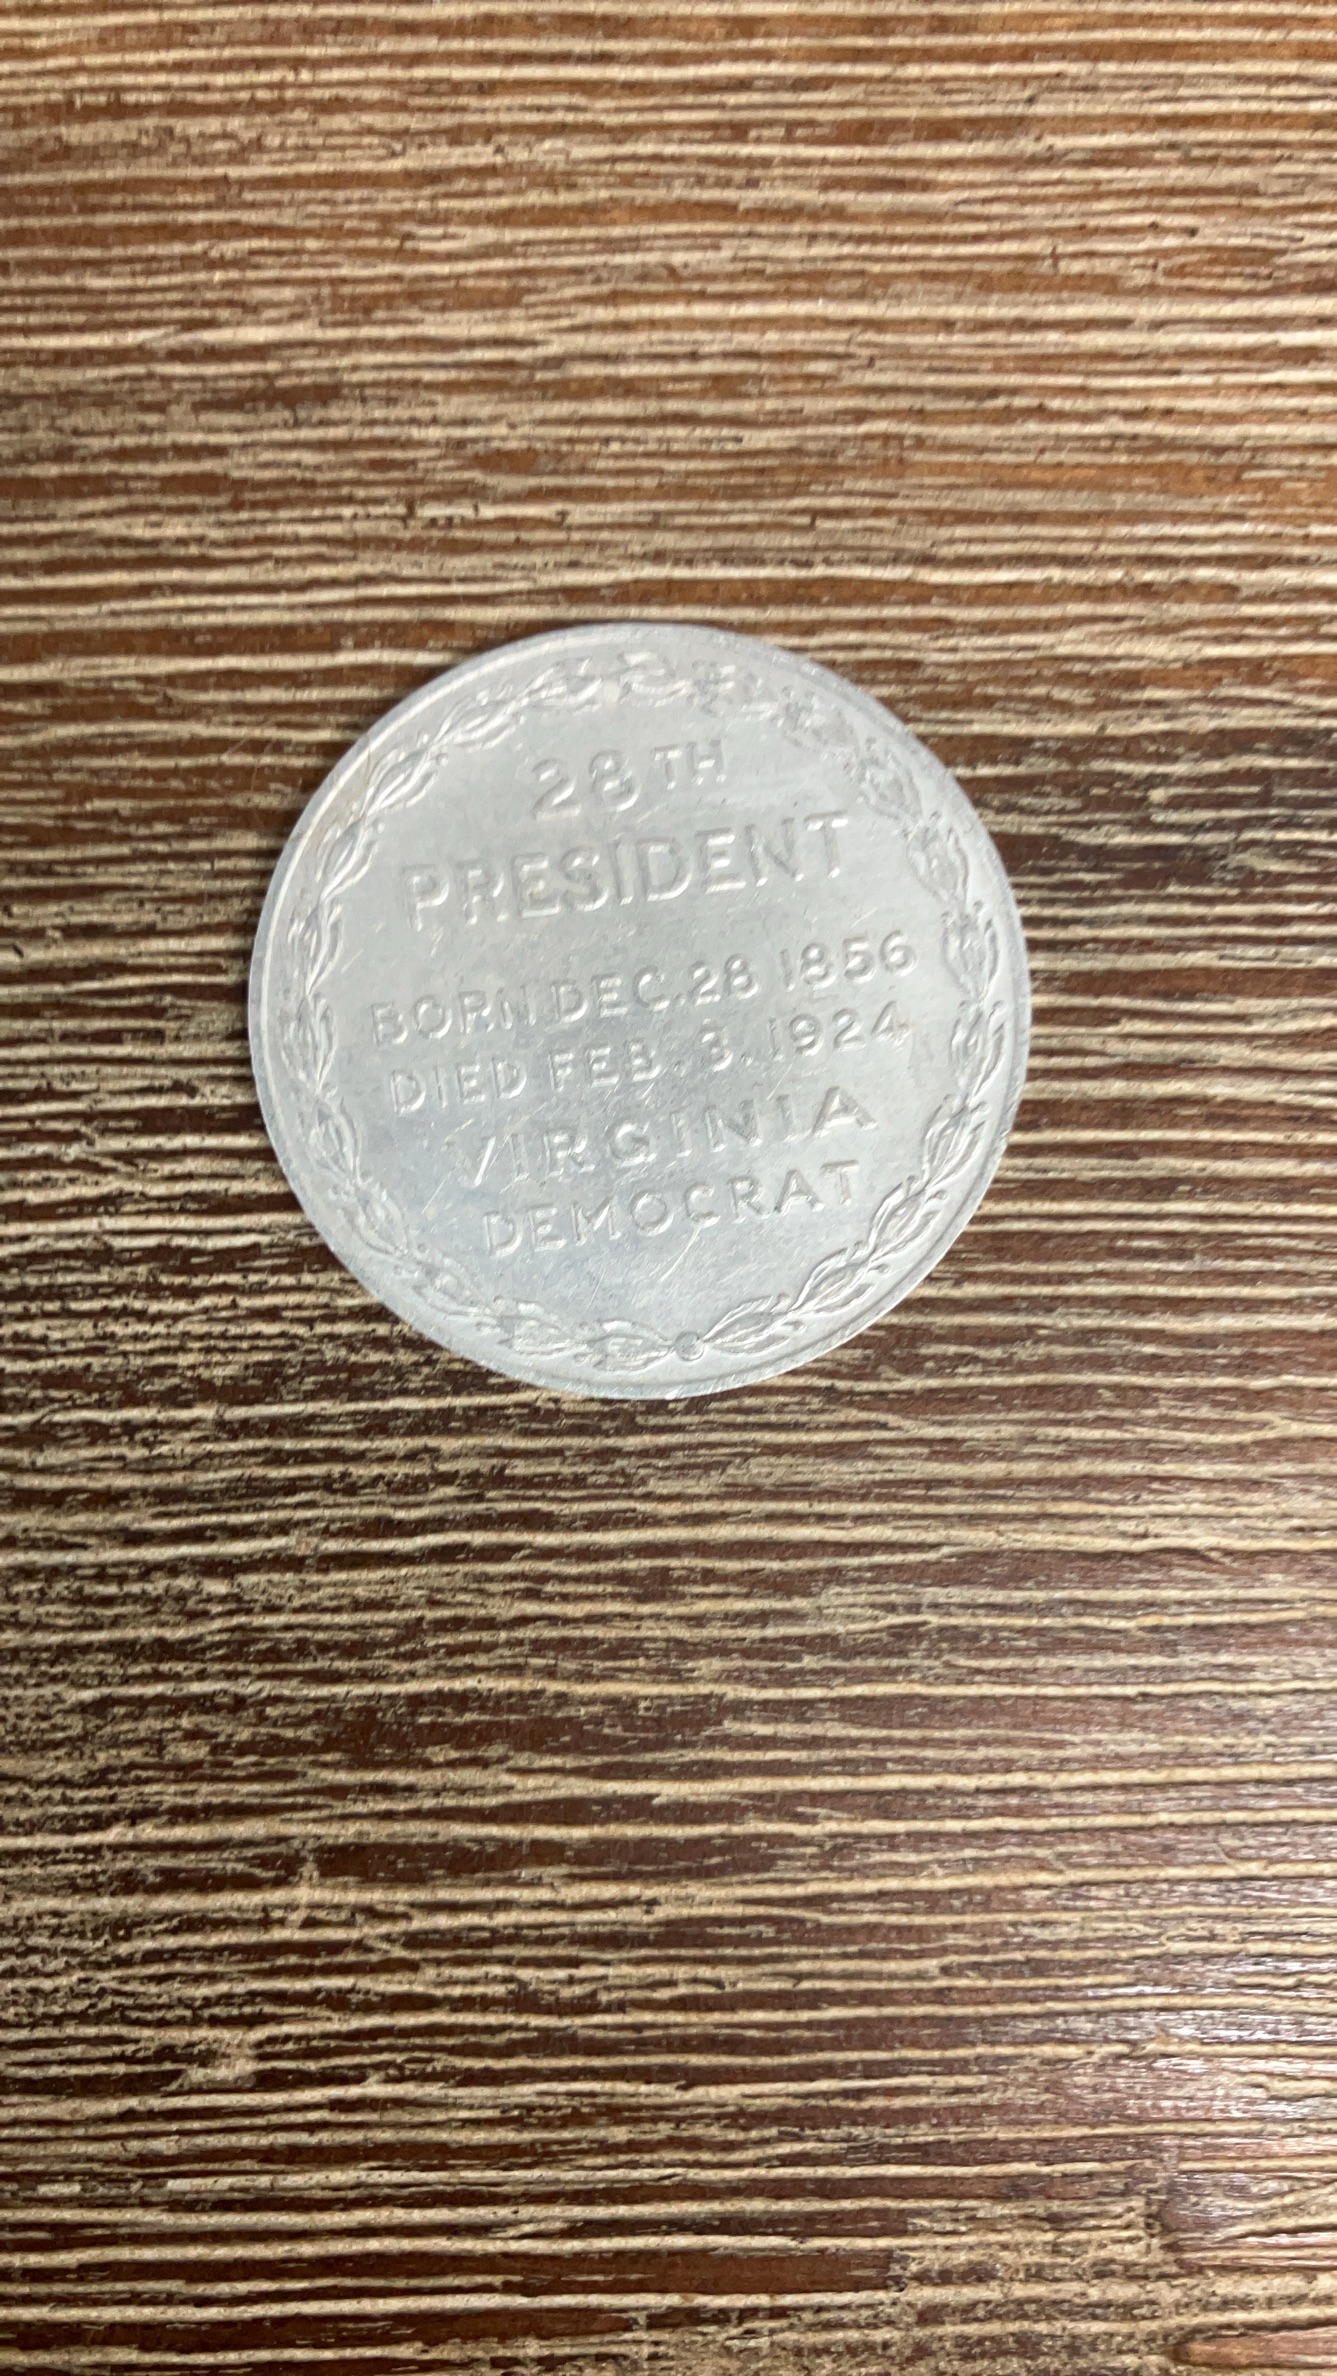 28TH
PRESIDENT
BORN DEC. 28 1856
DIED FEB. 3. 1924
VIRGINIA
DEMOCRAT